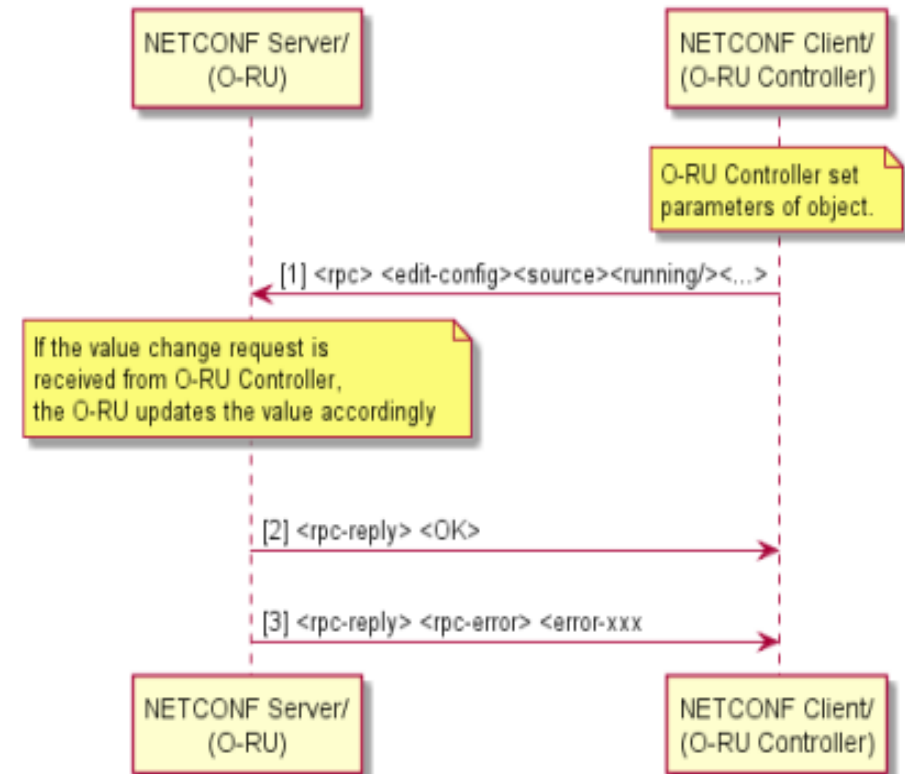 NETCONF Server/
(O-RU)
NETCONF Client/
(O-RU Controller)
O-RU Controller set
parameters of object.
[1] <rpc> <edit-config><source><running/><...>
If the value change request is
received from O-RU Controller,
the O-RU updates the value accordingly
[2] <rpc-reply> <OK>
[3] <rpc-reply> <rpc-error> <error-xxx
NETCONF Server/
(O-RU)
NETCONF Client/
(O-RU Controller)